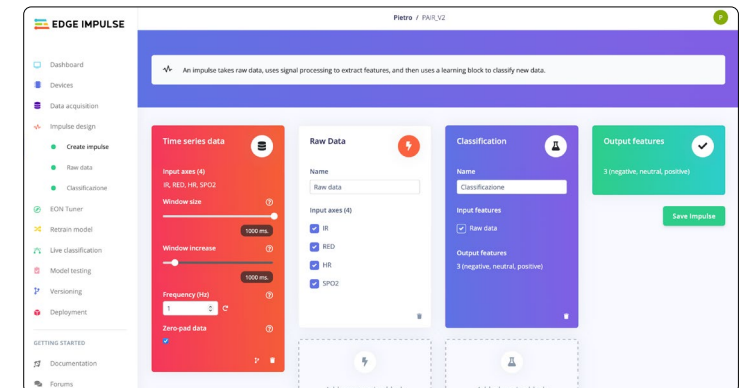 EDGE IMPULSE
Pietro / PAIR_V2
P
An impulse takes raw data, uses signal processing to extract features, and then uses a learning block to classify new data.
Dashboard
Devices
Data acquisition
Impulse design
Create impulse
Raw data
Classificazione
EON Tuner
Retrain model
Live classification
Model testing
Versioning
Deployment
GETTING STARTED
Documentation
Forums
Time series data
Input axes (4)
IR, RED, HR, SPO2
Window size
1000 ms.
Window increase
1000 ms.
Frequency (Hz)
1
Zero-pad data
Raw Data
Name
Raw data
Input axes (4)
IR
RED
HR
SPO2
Classification
Name
Classificazione
Input features
Raw data
Output features
3 (negative, neutral, positive)
Output features
3 (negative, neutral, positive)
Save Impulse